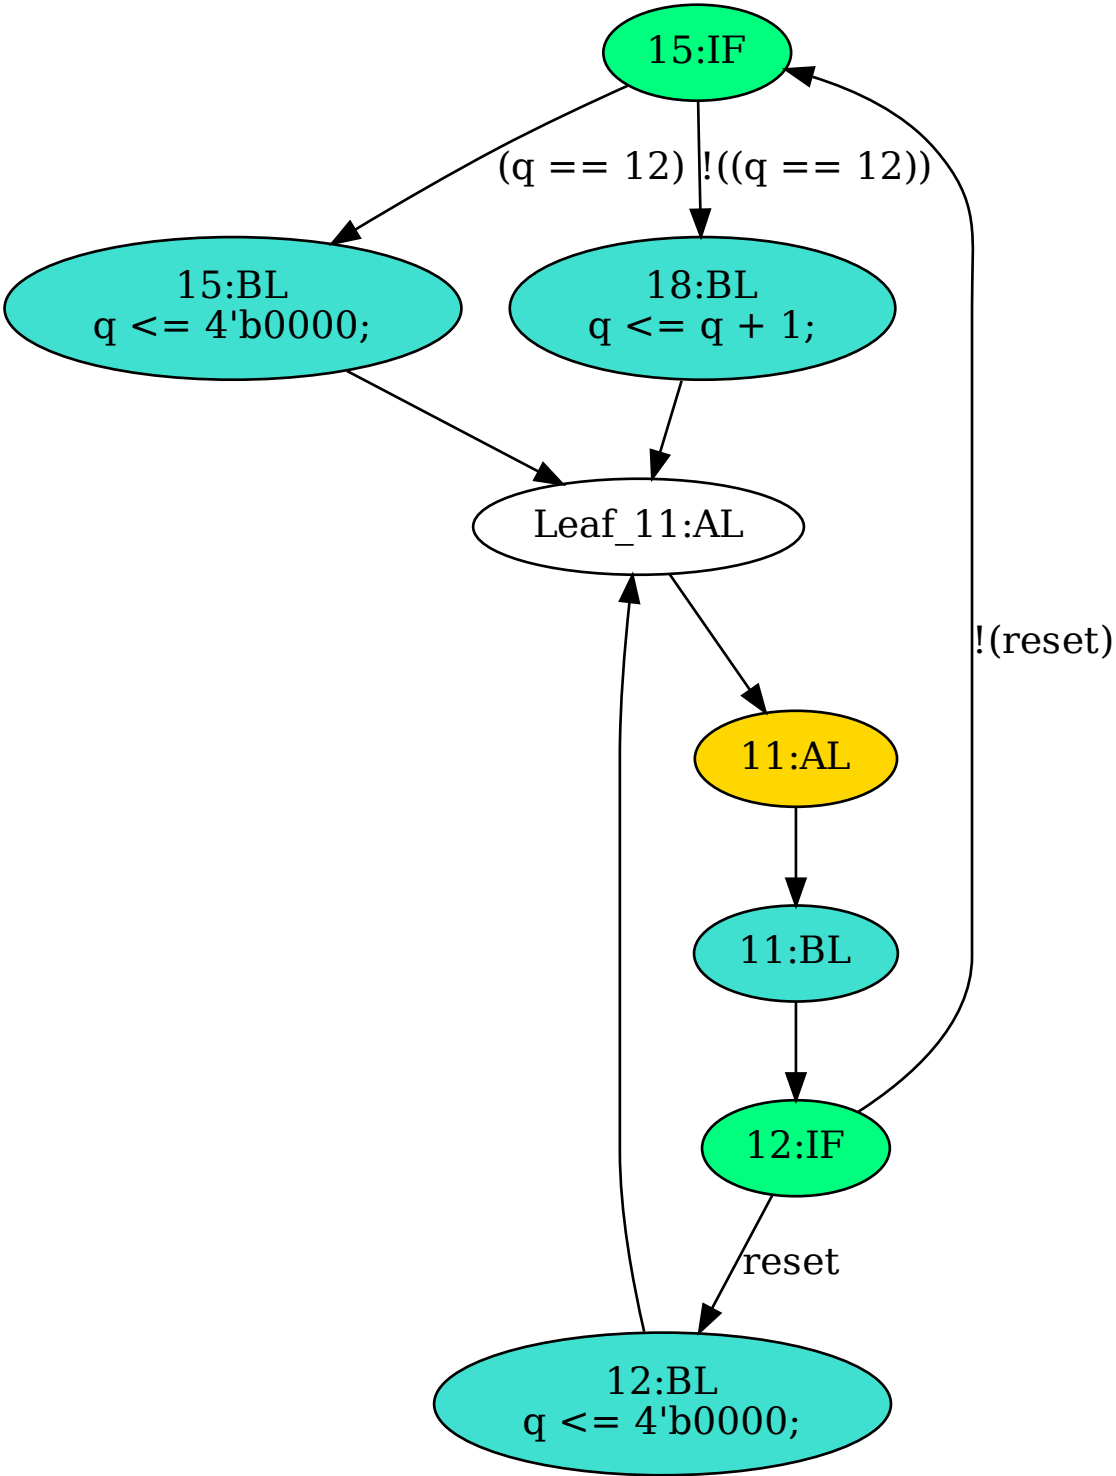 15:IF
(q == 12)
!((q == 12))
15:BL
q <= 4'b0000;
18:BL
q <= q + 1;
Leaf_11:AL
!(reset)
11:AL
11:BL
12:IF
reset
12:BL
q <= 4'b0000;